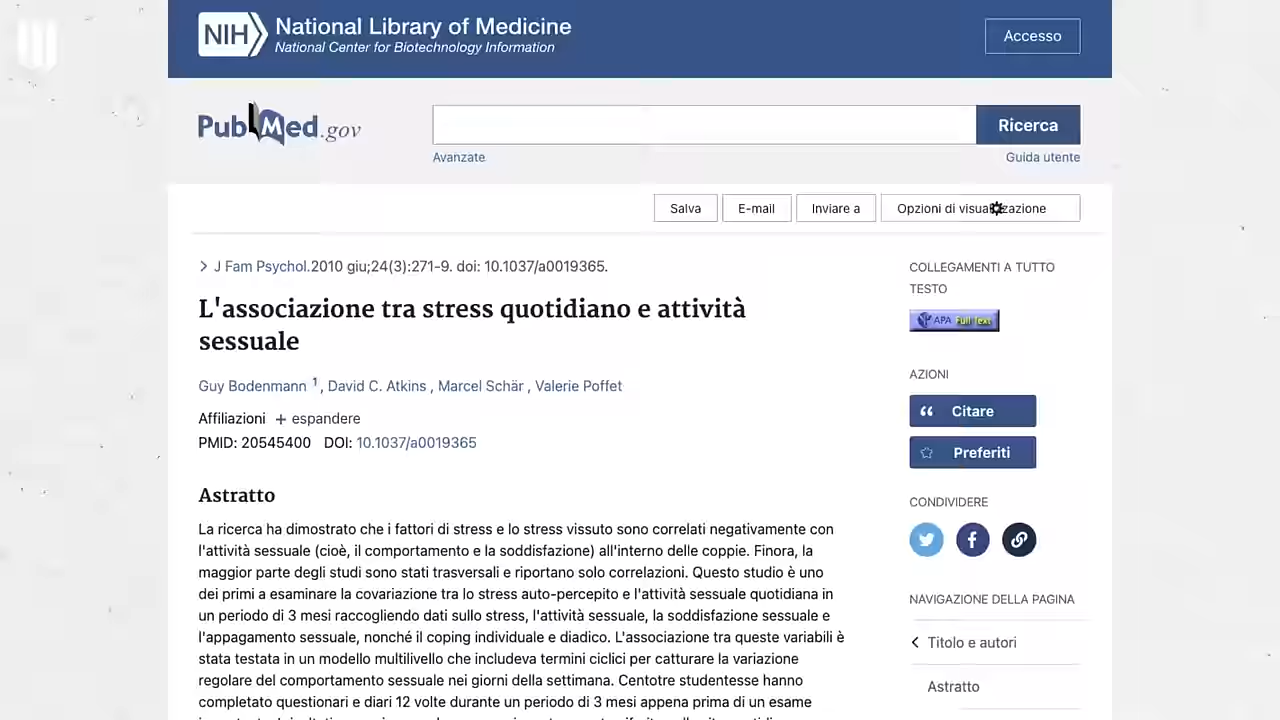 NIH National Library of Medicine
National Center for Biotechnology Information
Accesso
PubMed.gov
Ricerca
Avanzate
Guida utente
Salva
E-mail
Inviare a
Opzioni di visualizzazione
J Fam Psychol.2010 giu;24(3):271-9. doi: 10.1037/a0019365.
L'associazione tra stress quotidiano e attività
sessuale
Guy Bodenmann 1 , David C. Atkins , Marcel Schär , Valerie Poffet
Affiliazioni + espandere
PMID: 20545400 DOI: 10.1037/a0019365
Astratto
La ricerca ha dimostrato che i fattori di stress e lo stress vissuto sono correlati negativamente con
l'attività sessuale (cioè, il comportamento e la soddisfazione) all'interno delle coppie. Finora, la
maggior parte degli studi sono stati trasversali e riportano solo correlazioni. Questo studio è uno
dei primi a esaminare la covariazione tra lo stress auto-percepito e l'attività sessuale quotidiana in
un periodo di 3 mesi raccogliendo dati sullo stress, l'attività sessuale, la soddisfazione sessuale e
l'appagamento sessuale, nonché il coping individuale e diadico. L'associazione tra queste variabili è
stata testata in un modello multilivello che includeva termini ciclici per catturare la variazione
regolare del comportamento sessuale nei giorni della settimana. Centotre studentesse hanno
completato questionari e diari 12 volte durante un periodo di 3 mesi appena prima di un esame
COLLEGAMENTI A TUTTO
TESTO
APA Full Text
AZIONI
Citare
Preferiti
CONDIVIDERE
NAVIGAZIONE DELLA PAGINA
Titolo e autori
Astratto